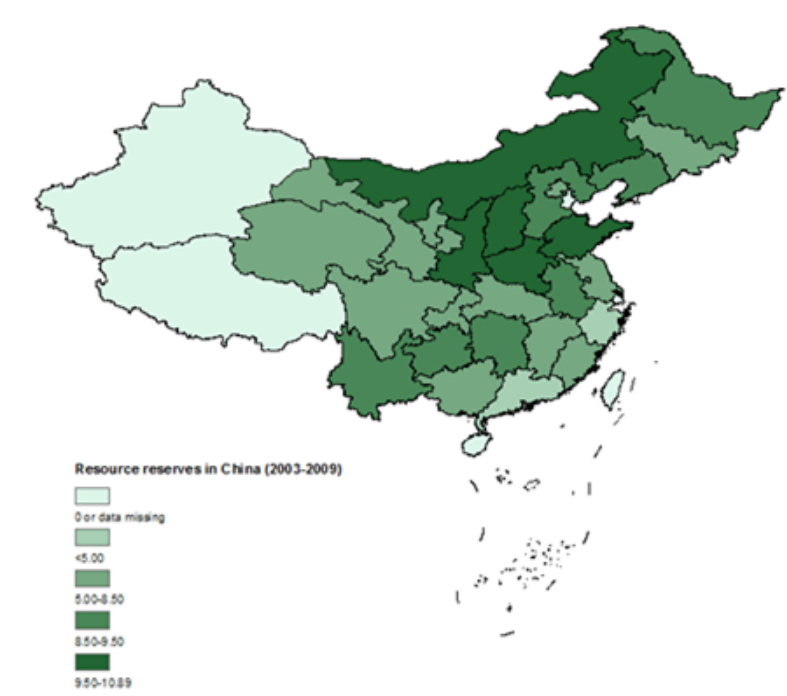 Resource reserves in China (2003-2009)
0 or data missing
<5.00
5.00-8.50
8.50-9.50
9.50-10.89